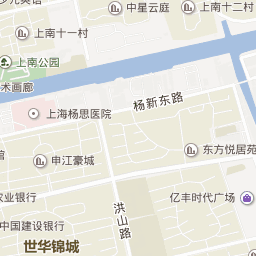 中星云庭
上南十二村
上南十一村
上南公园
木画廊
杨新东路
上海杨思医院
东方悦居苑
馆
申江豪城
农业银行
亿丰时代广场
洪山路
中国建设银行
世华锦城